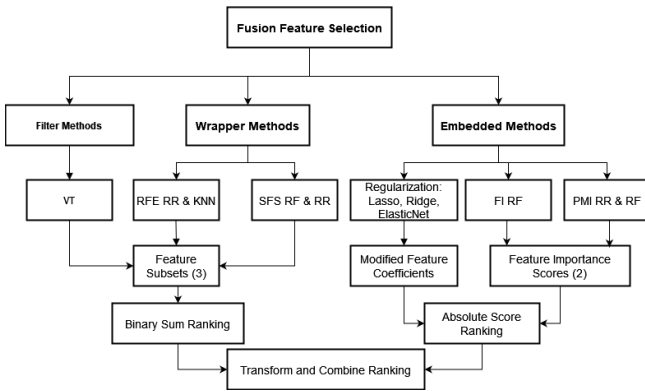 Fusion Feature Selection
Filter Methods
Wrapper Methods
Embedded Methods
VT
RFE RR & KNN
SFS RF & RR
Regularization:
Lasso, Ridge,
ElasticNet
FI RF
PMI RR & RF
Feature
Subsets (3)
Modified Feature
Coefficients
Feature Importance
Scores (2)
Binary Sum Ranking
Absolute Score
Ranking
Transform and Combine Ranking